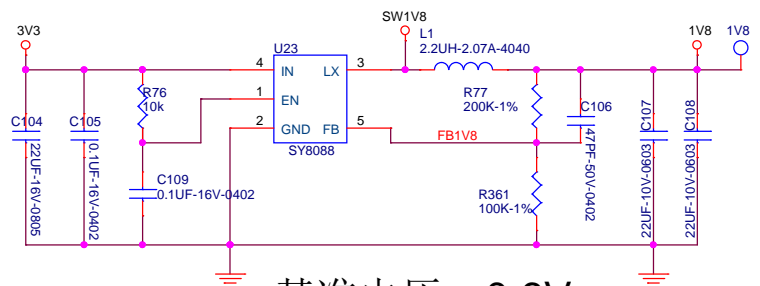 SW1V8
3V3
U23
L1
2.2UH-2.07A-4040
1V8
1V8
4
IN
LX
3
R76
10k
1
EN
R77
200K-1%
C106
47PF-50V-0402
C104
22UF-16V-0805
C105
0.1UF-16V-0402
C107
22UF-10V-0603
C108
22UF-10V-0603
2
GND
FB
5
FB1V8
SY8088
C109
0.1UF-16V-0402
R361
100K-1%